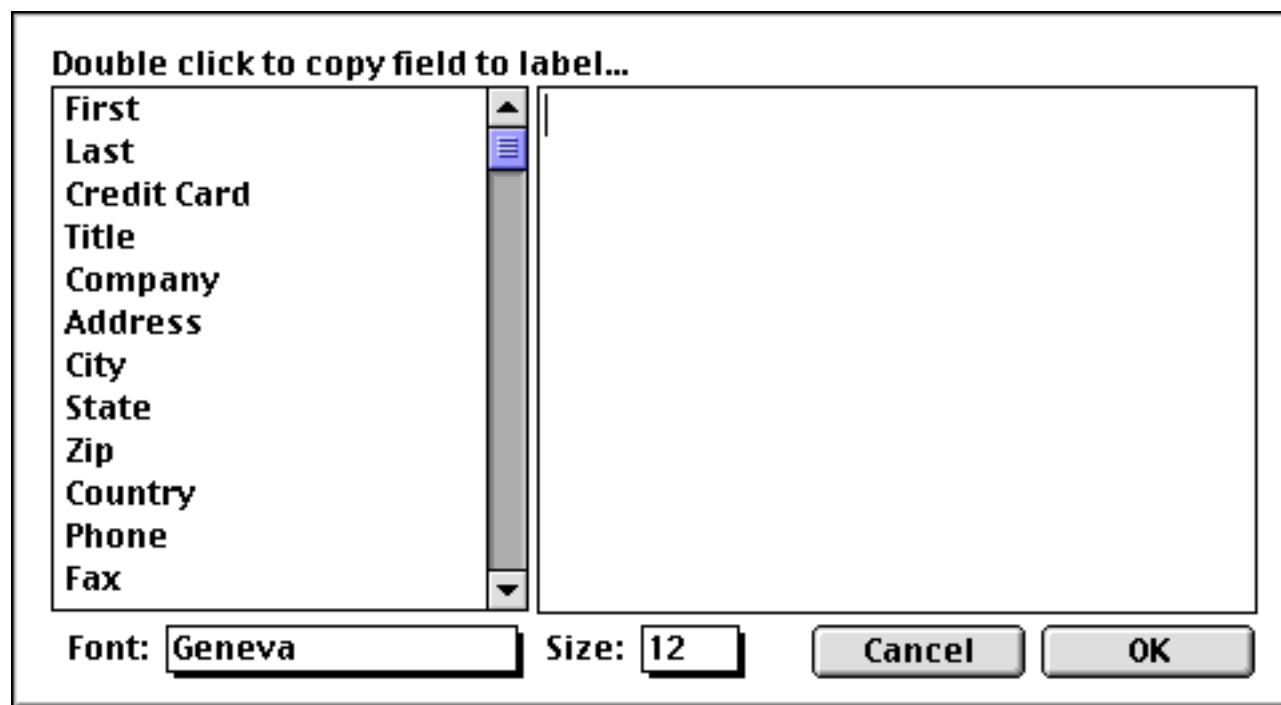 Double click to copy field to label...
First
Last
Credit Card
Title
Company
Address
City
State
Zip
Country
Phone
Fax
Font: Geneva Size: 12 Cancel OK